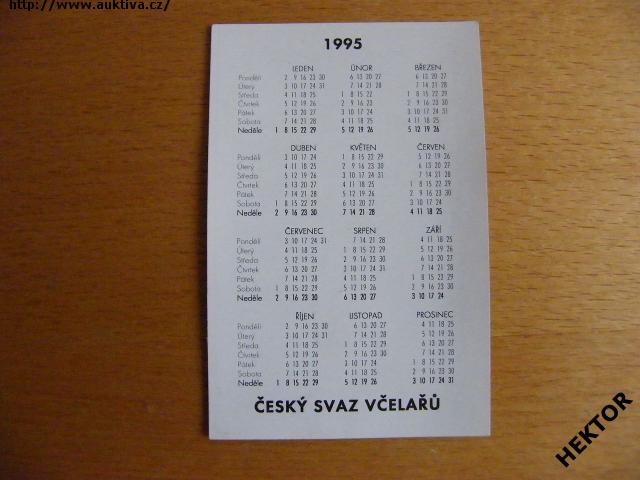 http://www.auktiva.cz/
1995
LEDEN ÚNOR BŘEZEN
Pondělí 2 9 16 23 30 6 13 20 27 6 13 20 27
Úterý 3 10 17 24 31 7 14 21 28 7 14 21 28
Středa 4 11 18 25 1 8 15 22 1 8 15 22 29
Čtvrtek 5 12 19 26 2 9 16 23 2 9 16 23 30
Pátek 6 13 20 27 3 10 17 24 3 10 17 24 31
Sobota 7 14 21 28 4 11 18 25 4 11 18 25
Neděle 1 8 15 22 29 5 12 19 26 5 12 19 26
DUBEN KVĚTEN ČERVEN
Pondělí 3 10 17 24 1 8 15 22 29 5 12 19 26
Úterý 4 11 18 25 2 9 16 23 30 6 13 20 27
Středa 5 12 19 26 3 10 17 24 31 7 14 21 28
Čtvrtek 6 13 20 27 4 11 18 25 1 8 15 22 29
Pátek 7 14 21 28 5 12 19 26 2 9 16 23 30
Sobota 1 8 15 22 29 6 13 20 27 3 10 17 24
Neděle 2 9 16 23 30 7 14 21 28 4 11 18 25
ČERVENEC SRPEN ZÁŘÍ
Pondělí 3 10 17 24 31 7 14 21 28 4 11 18 25
Úterý 4 11 18 25 1 8 15 22 29 5 12 19 26
Středa 5 12 19 26 2 9 16 23 30 6 13 20 27
Čtvrtek 6 13 20 27 3 10 17 24 31 7 14 21 28
Pátek 7 14 21 28 4 11 18 25 1 8 15 22 29
Sobota 1 8 15 22 29 5 12 19 26 2 9 16 23 30
Neděle 2 9 16 23 30 6 13 20 27 3 10 17 24
ŘÍJEN LISTOPAD PROSINEC
Pondělí 2 9 16 23 30 6 13 20 27 4 11 18 25
Úterý 3 10 17 24 31 7 14 21 28 5 12 19 26
Středa 4 11 18 25 1 8 15 22 29 6 13 20 27
Čtvrtek 5 12 19 26 2 9 16 23 30 7 14 21 28
Pátek 6 13 20 27 3 10 17 24 1 8 15 22 29
Sobota 7 14 21 28 4 11 18 25 2 9 16 23 30
Neděle 1 8 15 22 29 5 12 19 26 3 10 17 24 31
ČESKÝ SVAZ VČELAŘŮ
HEKTOR